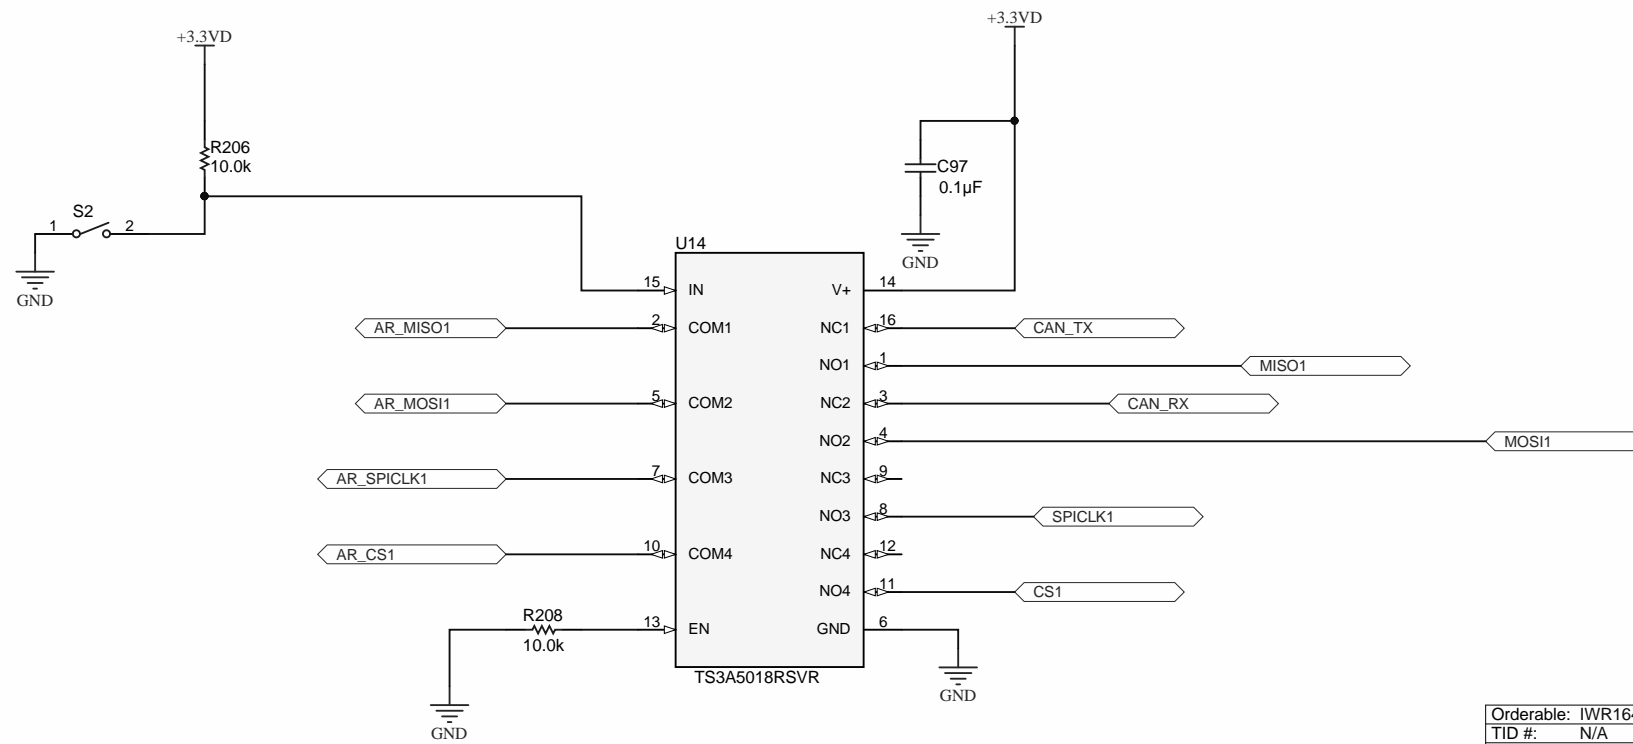 +3.3VD
+3.3VD
R206
10.0k
C97
0.1µF
S2
1
2
GND
GND
U14
15 IN
V+ 14
AR_MISO1 2 COM1
NC1 16 CAN_TX
NO1 1 MISO1
AR_MOSI1 5 COM2
NC2 3 CAN_RX
NO2 4 MOSI1
AR_SPICLK1 7 COM3
NC3 9
NO3 8 SPICLK1
AR_CS1 10 COM4
NC4 12
NO4 11 CS1
R208
10.0k
13 EN
GND 6
TS3A5018RSVR
GND
GND
Orderable: IWR164
TID #: N/A